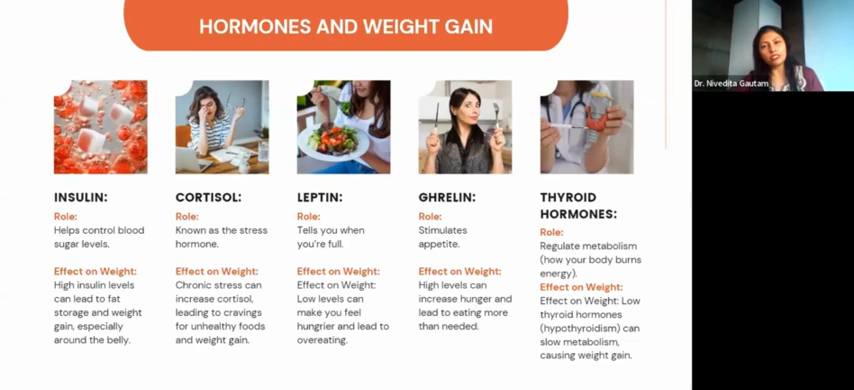 HORMONES AND WEIGHT GAIN
Dr. Nivedita Gautam
INSULIN:
Role:
Helps control blood
sugar levels.
Effect on Weight:
High insulin levels
can lead to fat
storage and weight
gain, especially
around the belly.
CORTISOL:
Role:
Known as the stress
hormone.
Effect on Weight:
Chronic stress can
increase cortisol,
leading to cravings
for unhealthy foods
and weight gain.
LEPTIN:
Role:
Tells you when
you're full.
Effect on Weight:
Effect on Weight:
Low levels can
make you feel
hungrier and lead to
overeating.
GHRELIN:
Role:
Stimulates
appetite.
Effect on Weight:
High levels can
increase hunger and
lead to eating more
than needed.
THYROID
HORMONES:
Role:
Regulate metabolism
(how your body burns
energy).
Effect on Weight:
Effect on Weight: Low
thyroid hormones
(hypothyroidism) can
slow metabolism,
causing weight gain.